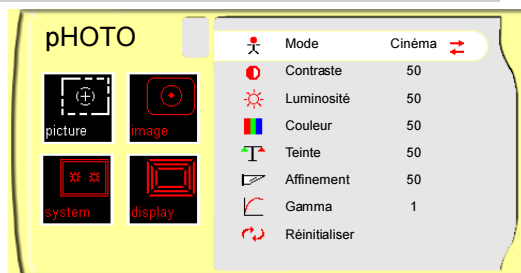 pHOTO
picture
image
system
display
Mode Cinéma
Contraste 50
Luminosité 50
Couleur 50
Teinte 50
Affinement 50
Gamma 1
Réinitialiser